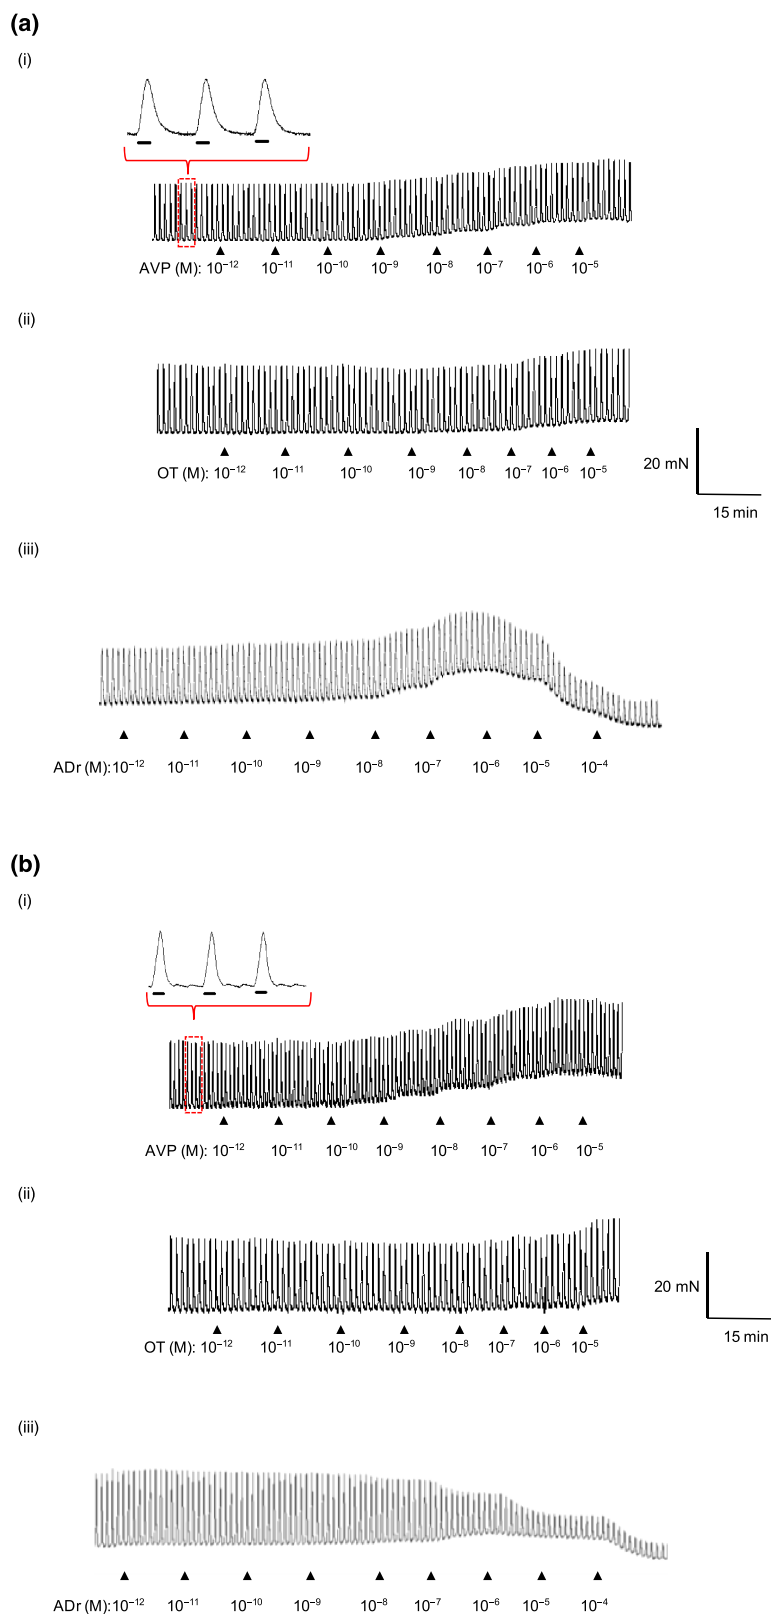 (a)
(i)
AVP (M): 10⁻¹² 10⁻¹¹ 10⁻¹⁰ 10⁻⁹ 10⁻⁸ 10⁻⁷ 10⁻⁶ 10⁻⁵
(ii)
OT (M): 10⁻¹² 10⁻¹¹ 10⁻¹⁰ 10⁻⁹ 10⁻⁸ 10⁻⁷ 10⁻⁶ 10⁻⁵
20 mN
15 min
(iii)
ADr (M): 10⁻¹² 10⁻¹¹ 10⁻¹⁰ 10⁻⁹ 10⁻⁸ 10⁻⁷ 10⁻⁶ 10⁻⁵ 10⁻⁴
(b)
(i)
AVP (M): 10⁻¹² 10⁻¹¹ 10⁻¹⁰ 10⁻⁹ 10⁻⁸ 10⁻⁷ 10⁻⁶ 10⁻⁵
(ii)
OT (M): 10⁻¹² 10⁻¹¹ 10⁻¹⁰ 10⁻⁹ 10⁻⁸ 10⁻⁷ 10⁻⁶ 10⁻⁵
20 mN
15 min
(iii)
ADr (M): 10⁻¹² 10⁻¹¹ 10⁻¹⁰ 10⁻⁹ 10⁻⁸ 10⁻⁷ 10⁻⁶ 10⁻⁵ 10⁻⁴